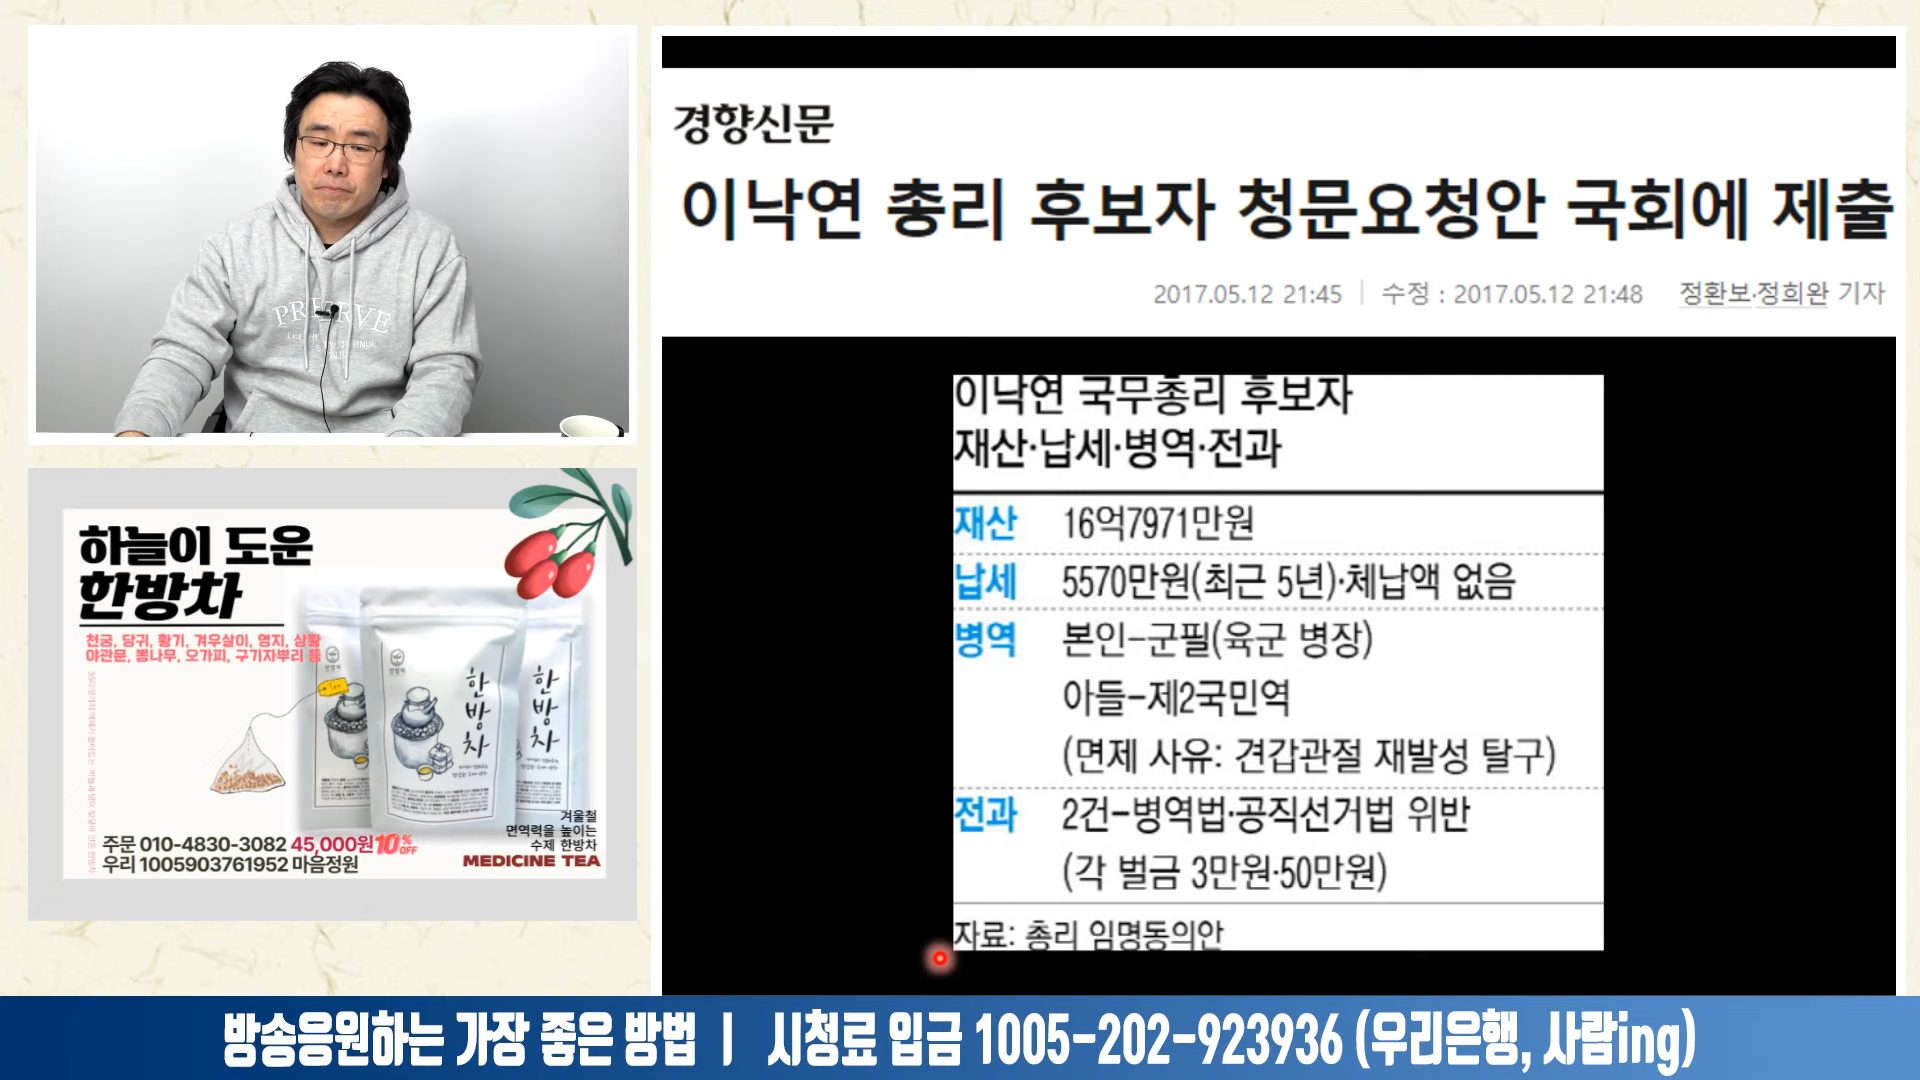 경향신문
이낙연 총리 후보자 청문요청안 국회에 제출
2017.05.12 21:45 | 수정 : 2017.05.12 21:48 정환보·정희완 기자
이낙연 국무총리 후보자
재산·납세·병역·전과
재산 16억7971만원
납세 5570만원(최근 5년)·체납액 없음
병역 본인-군필(육군 병장)
아들-제2국민역
(면제 사유: 견갑관절 재발성 탈구)
전과 2건-병역법·공직선거법 위반
(각 벌금 3만원·50만원)
자료: 총리 임명동의안
PRESERVE
하늘이 도운
한방차
천궁, 당귀, 황기, 겨우살이, 영지, 상황
야관문, 뽕나무, 오가피, 구기자뿌리 등
한방차
한방차
겨울철
면역력을 높이는
수제 한방차
MEDICINE TEA
주문 010-4830-3082 45,000원 10% OFF
우리 1005903761952 마음정원
방송응원하는 가장 좋은 방법 | 시청료 입금 1005-202-923936 (우리은행, 사람ing)